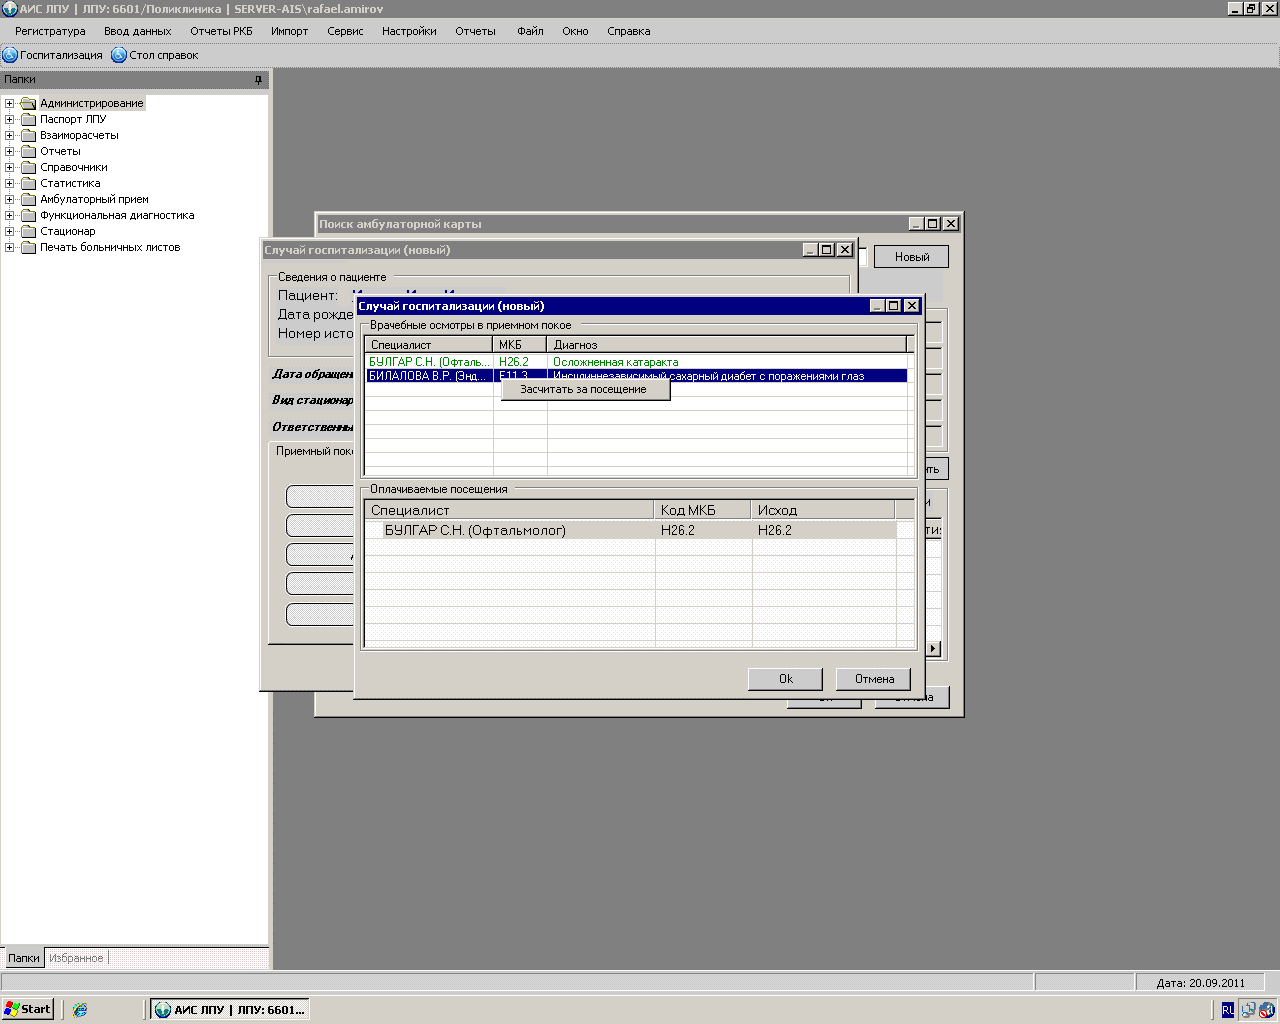 АИС ЛПУ | ЛПУ: 6601/Поликлиника | SERVER-AIS\rafael.amirov
Регистратура Ввод данных Отчеты РКБ Импорт Сервис Настройки Отчеты Файл Окно Справка
Госпитализация Стол справок
Папки
Администрирование
Паспорт ЛПУ
Взаиморасчеты
Отчеты
Справочники
Статистика
Амбулаторный прием
Функциональная диагностика
Стационар
Печать больничных листов
Поиск амбулаторной карты
Новый
Случай госпитализации (новый)
Сведения о пациенте
Пациент:
Дата рожде
Номер исто
Дата обращен
Вид стационар
Ответственны
Приемный пок
Случай госпитализации (новый)
Врачебные осмотры в приемном покое
Специалист МКБ Диагноз
БУЛГАР С.Н. (Офталь... H26.2 Осложненная катаракта
БИЛАЛОВА В.Р. (Энд... E11.3 Инсулиннезависимый сахарный диабет с поражениями глаз
Засчитать за посещение
Оплачиваемые посещения
Специалист Код МКБ Исход
БУЛГАР С.Н. (Офтальмолог) H26.2 H26.2
Ok Отмена
Папки Избранное
Дата: 20.09.2011
Start АИС ЛПУ | ЛПУ: 6601... RU